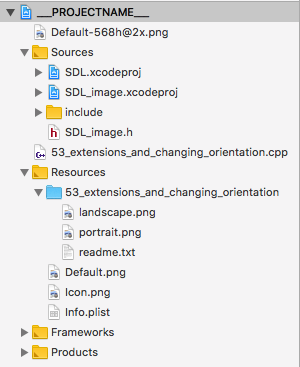 ___PROJECTNAME___
Default-568h@2x.png
Sources
SDL.xcodeproj
SDL_image.xcodeproj
include
SDL_image.h
53_extensions_and_changing_orientation.cpp
Resources
53_extensions_and_changing_orientation
landscape.png
portrait.png
readme.txt
Default.png
Icon.png
Info.plist
Frameworks
Products